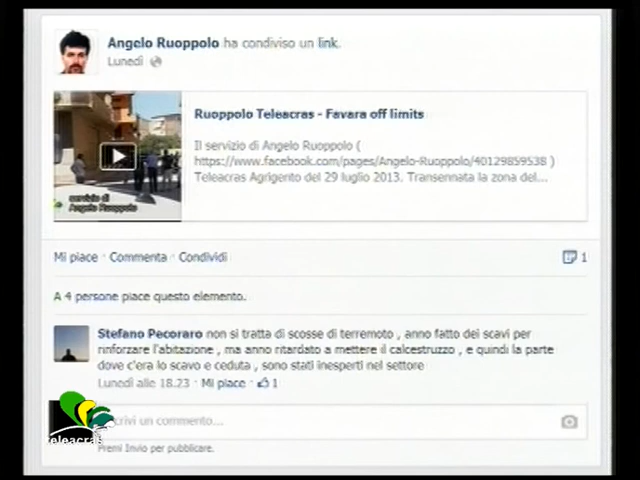 Angelo Ruoppolo ha condiviso un link.
Lunedì
Ruoppolo Teleacras - Favara off limits
Il servizio di Angelo Ruoppolo (
https://www.facebook.com/pages/Angelo-Ruoppolo/40129859538 )
Teleacras Agrigento del 29 luglio 2013. Transennata la zona del...
servizio di
Angelo Ruoppolo
Mi piace · Commenta · Condividi
1
A 4 persone piace questo elemento.
Stefano Pecoraro non si tratta di scosse di terremoto , anno fatto dei scavi per
rinforzare l'abitazione , ma anno ritardato a mettere il calcestruzzo , e quindi la parte
dove c'era lo scavo e ceduta , sono stati inesperti nel settore
Lunedì alle 18.23 · Mi piace · 1
crivi un commento...
teleacras
Premi Invio per pubblicare.